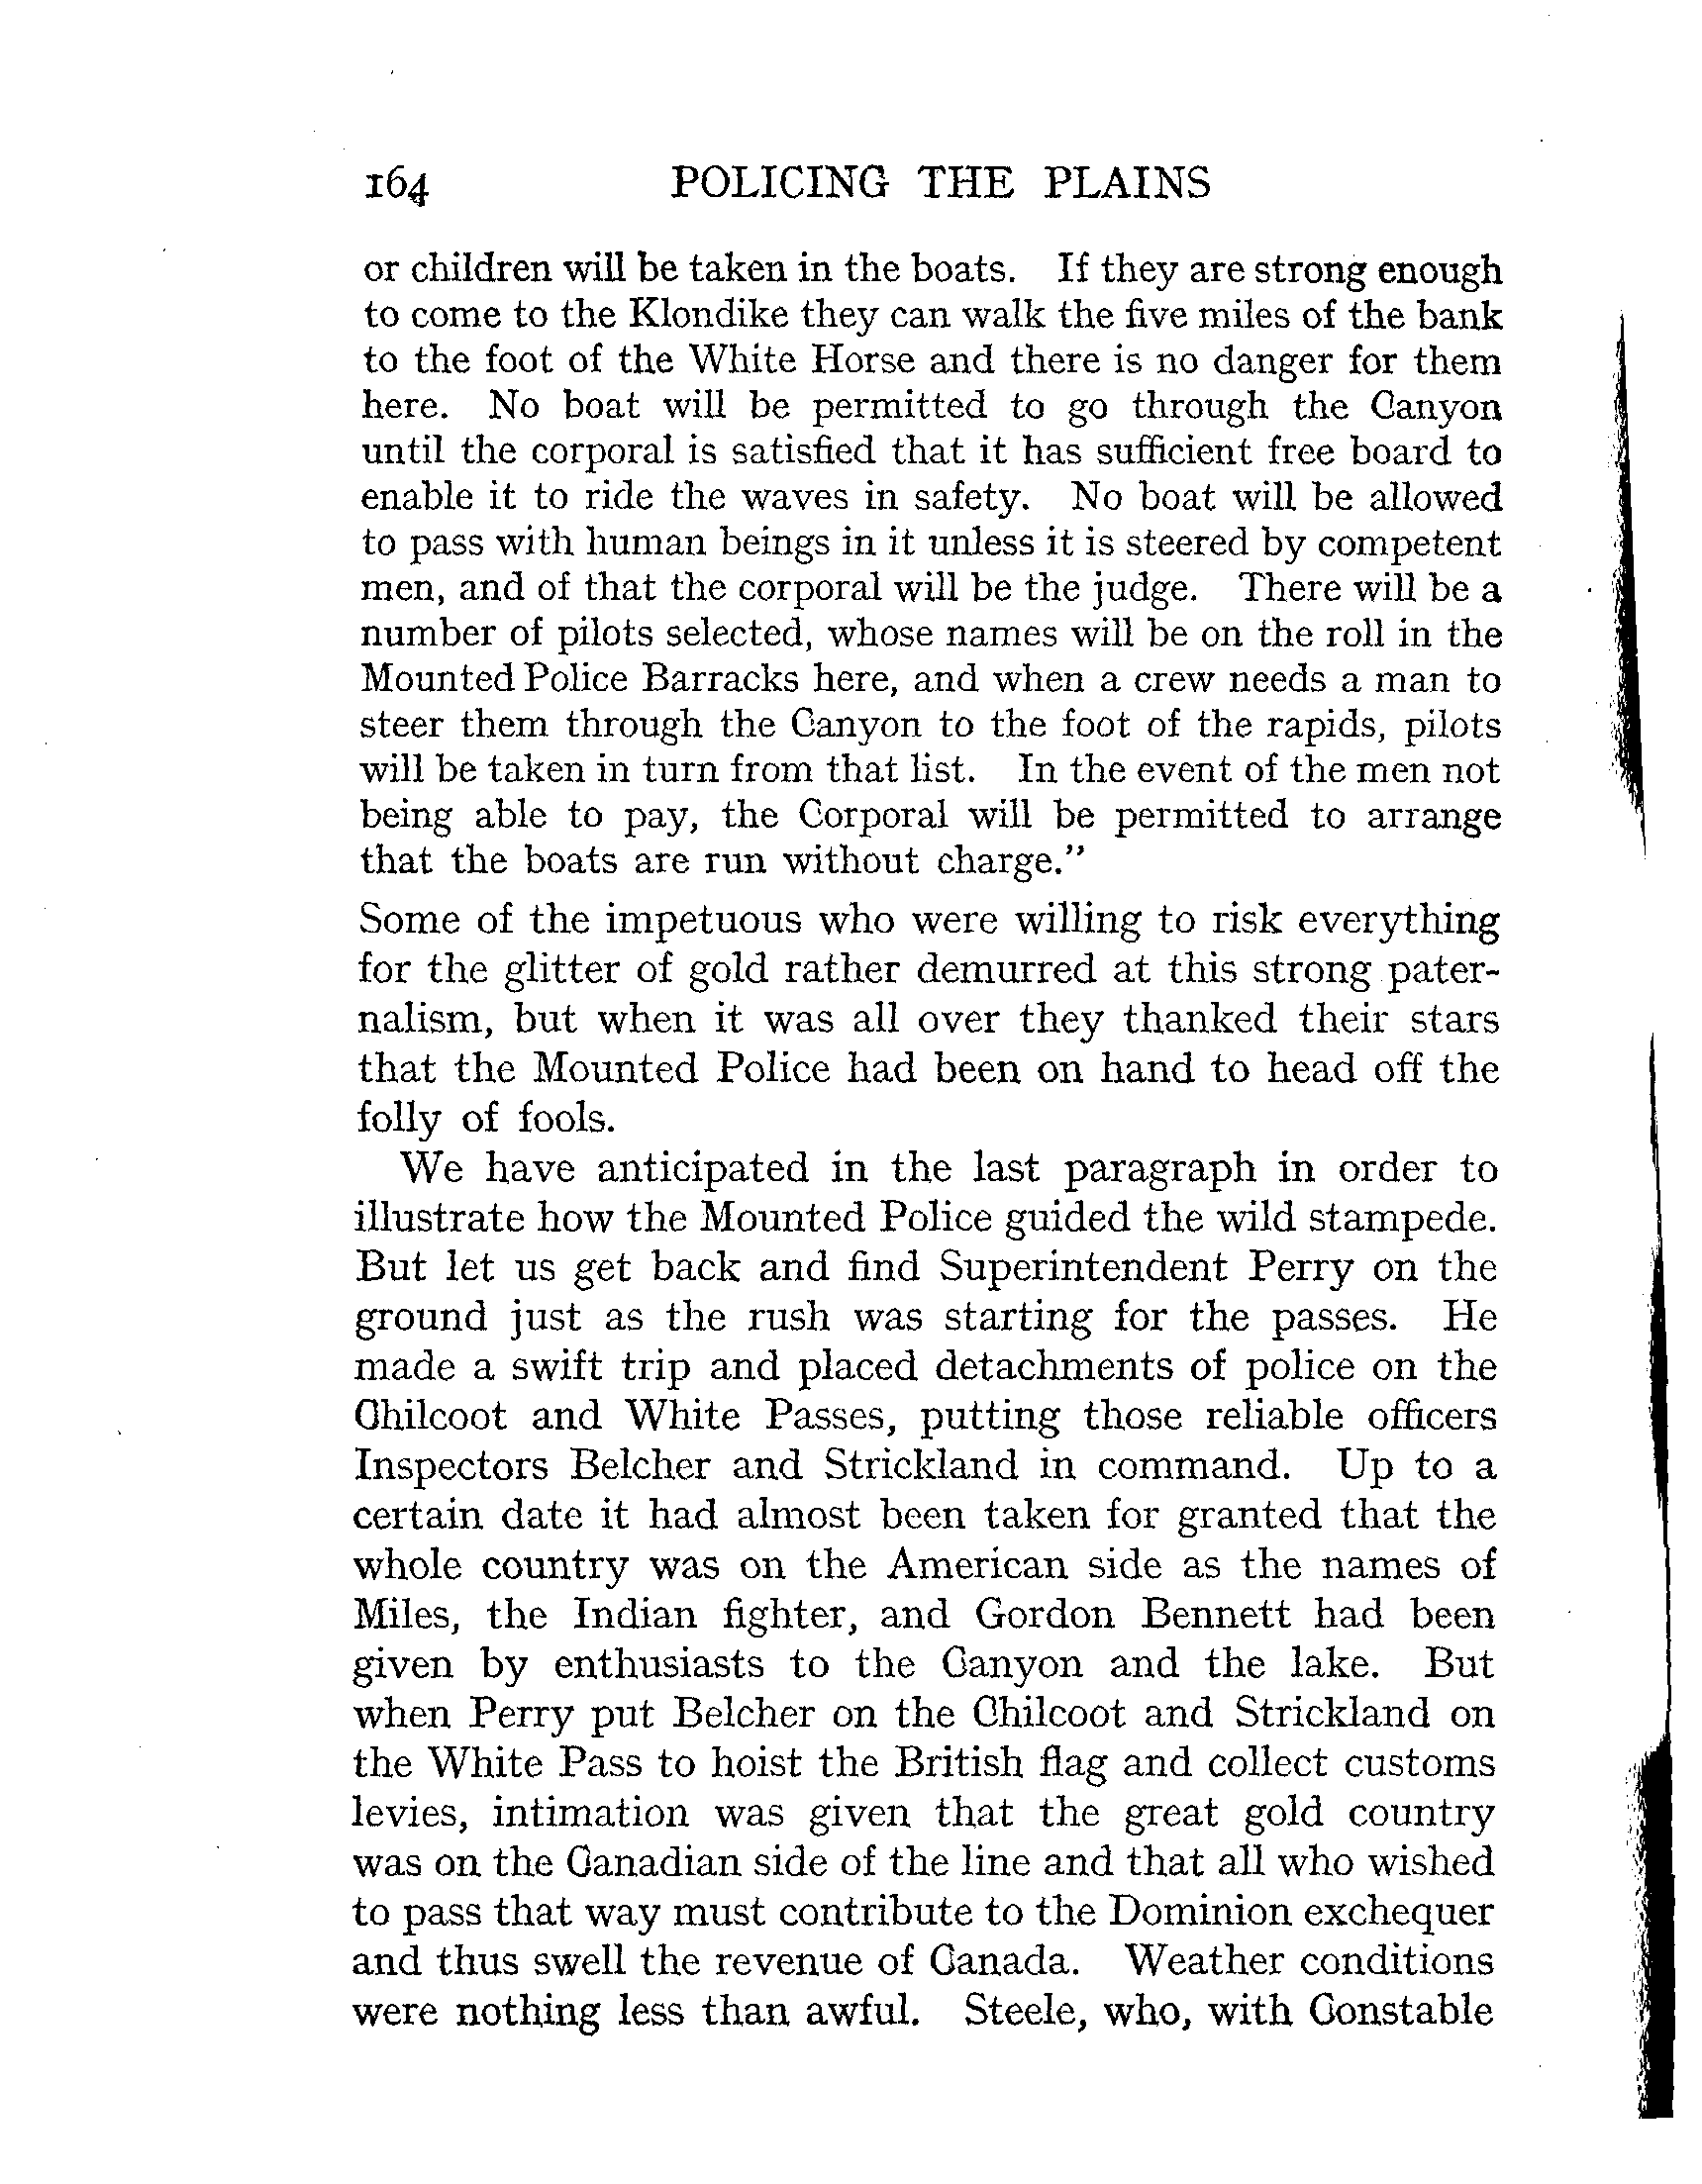 164 POLICING THE PLAINS
or children will be taken in the boats. If they are strong enough
to come to the Klondike they can walk the five miles of the bank
to the foot of the White Horse and there is no danger for them
here. No boat will be permitted to go through the Canyon
until the corporal is satisfied that it has sufficient free board to
enable it to ride the waves in safety. No boat will be allowed
to pass with human beings in it unless it is steered by competent
men, and of that the corporal will be the judge. There will be a
number of pilots selected, whose names will be on the roll in the
Mounted Police Barracks here, and when a crew needs a man to
steer them through the Canyon to the foot of the rapids, pilots
will be taken in turn from that list. In the event of the men not
being able to pay, the Corporal will be permitted to arrange
that the boats are run without charge."
Some of the impetuous who were willing to risk everything
for the glitter of gold rather demurred at this strong pater-
nalism, but when it was all over they thanked their stars
that the Mounted Police had been on hand to head off the
folly of fools.
We have anticipated in the last paragraph in order to
illustrate how the Mounted Police guided the wild stampede.
But let us get back and find Superintendent Perry on the
ground just as the rush was starting for the passes. He
made a swift trip and placed detachments of police on the
Chilcoot and White Passes, putting those reliable officers
Inspectors Belcher and Strickland in command. Up to a
certain date it had almost been taken for granted that the
whole country was on the American side as the names of
Miles, the Indian fighter, and Gordon Bennett had been
given by enthusiasts to the Canyon and the lake. But
when Perry put Belcher on the Chilcoot and Strickland on
the White Pass to hoist the British flag and collect customs
levies, intimation was given that the great gold country
was on the Canadian side of the line and that all who wished
to pass that way must contribute to the Dominion exchequer
and thus swell the revenue of Canada. Weather conditions
were nothing less than awful. Steele, who, with Constable